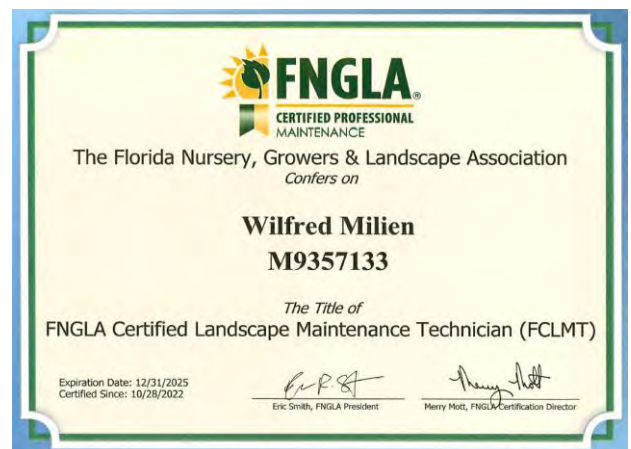 FNGLA®
CERTIFIED PROFESSIONAL
MAINTENANCE
The Florida Nursery, Growers & Landscape Association
Confers on
Wilfred Milien
M9357133
The Title of
FNGLA Certified Landscape Maintenance Technician (FCLMT)
Expiration Date: 12/31/2025
Certified Since: 10/28/2022
Eric Smith, FNGLA President
Merry Mott, FNGLA Certification Director